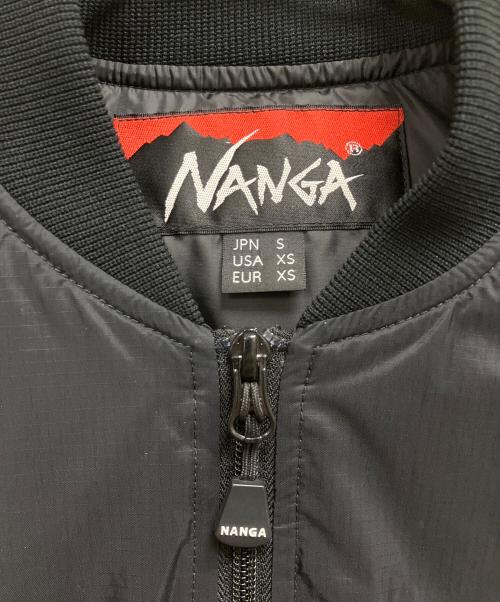 NANGA ®
JPN S
USA XS
EUR XS
NANGA